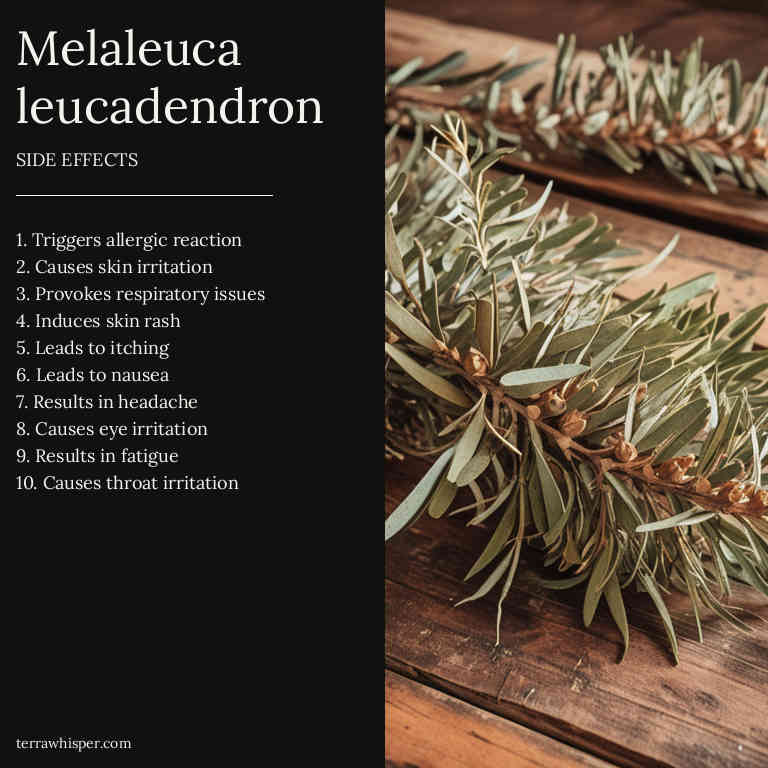 Melaleuca
leucadendron
SIDE EFFECTS
1. Triggers allergic reaction
2. Causes skin irritation
3. Provokes respiratory issues
4. Induces skin rash
5. Leads to itching
6. Leads to nausea
7. Results in headache
8. Causes eye irritation
9. Results in fatigue
10. Causes throat irritation
terrawhisper.com